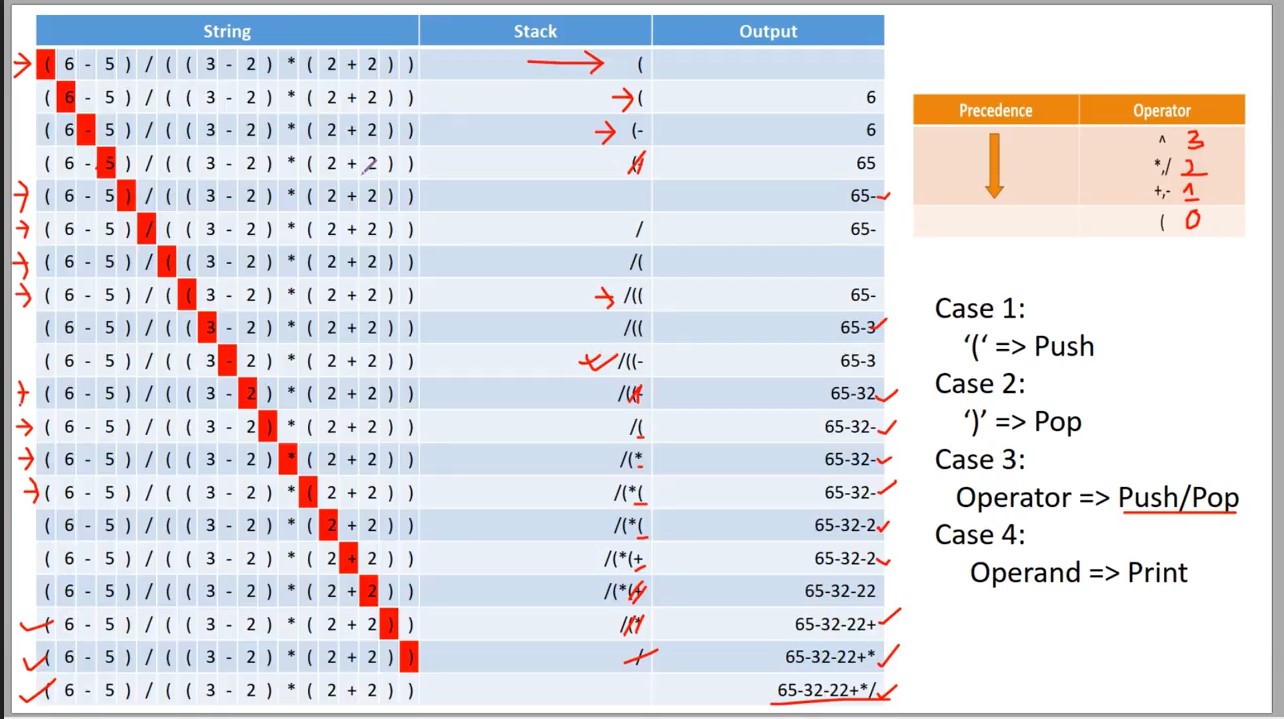 String Stack Output
( 6 - 5 ) / ( ( 3 - 2 ) * ( 2 + 2 ) ) (
( 6 - 5 ) / ( ( 3 - 2 ) * ( 2 + 2 ) ) ( 6
( 6 - 5 ) / ( ( 3 - 2 ) * ( 2 + 2 ) ) (- 6
( 6 - 5 ) / ( ( 3 - 2 ) * ( 2 + 2 ) ) (- 65
( 6 - 5 ) / ( ( 3 - 2 ) * ( 2 + 2 ) ) 65-
( 6 - 5 ) / ( ( 3 - 2 ) * ( 2 + 2 ) ) / 65-
( 6 - 5 ) / ( ( 3 - 2 ) * ( 2 + 2 ) ) /(
( 6 - 5 ) / ( ( 3 - 2 ) * ( 2 + 2 ) ) /(( 65-
( 6 - 5 ) / ( ( 3 - 2 ) * ( 2 + 2 ) ) /(( 65-3
( 6 - 5 ) / ( ( 3 - 2 ) * ( 2 + 2 ) ) /((- 65-3
( 6 - 5 ) / ( ( 3 - 2 ) * ( 2 + 2 ) ) /((- 65-32
( 6 - 5 ) / ( ( 3 - 2 ) * ( 2 + 2 ) ) /( 65-32-
( 6 - 5 ) / ( ( 3 - 2 ) * ( 2 + 2 ) ) /(* 65-32-
( 6 - 5 ) / ( ( 3 - 2 ) * ( 2 + 2 ) ) /(*( 65-32-
( 6 - 5 ) / ( ( 3 - 2 ) * ( 2 + 2 ) ) /(*( 65-32-2
( 6 - 5 ) / ( ( 3 - 2 ) * ( 2 + 2 ) ) /(*(+ 65-32-2
( 6 - 5 ) / ( ( 3 - 2 ) * ( 2 + 2 ) ) /(*(+ 65-32-22
( 6 - 5 ) / ( ( 3 - 2 ) * ( 2 + 2 ) ) /(* 65-32-22+
( 6 - 5 ) / ( ( 3 - 2 ) * ( 2 + 2 ) ) / 65-32-22+*
( 6 - 5 ) / ( ( 3 - 2 ) * ( 2 + 2 ) ) 65-32-22+*/
Precedence Operator
^ 3
*,/ 2
+,- 1
( 0
Case 1:
‘(‘ => Push
Case 2:
‘)’ => Pop
Case 3:
Operator => Push/Pop
Case 4:
Operand => Print